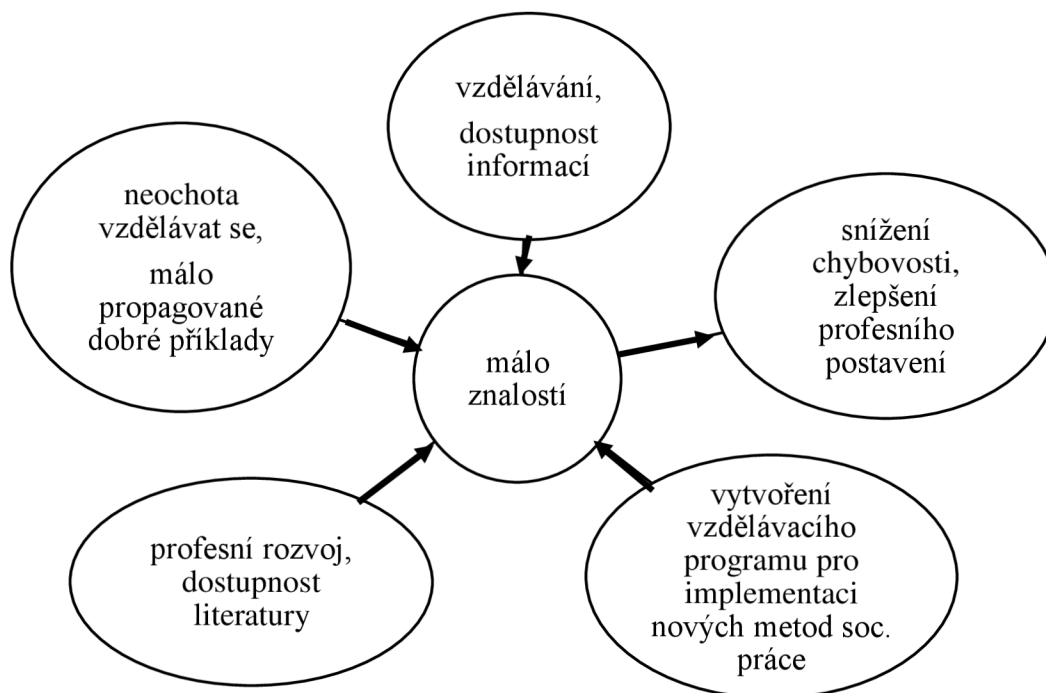 vzdělávání,
dostupnost
informací
neochota
vzdělávat se,
málo
propagované
dobré příklady
snížení
chybovosti,
zlepšení
profesního
postavení
málo
znalostí
profesní rozvoj,
dostupnost
literatury
vytvoření
vzdělávacího
programu pro
implementaci
nových metod soc.
práce